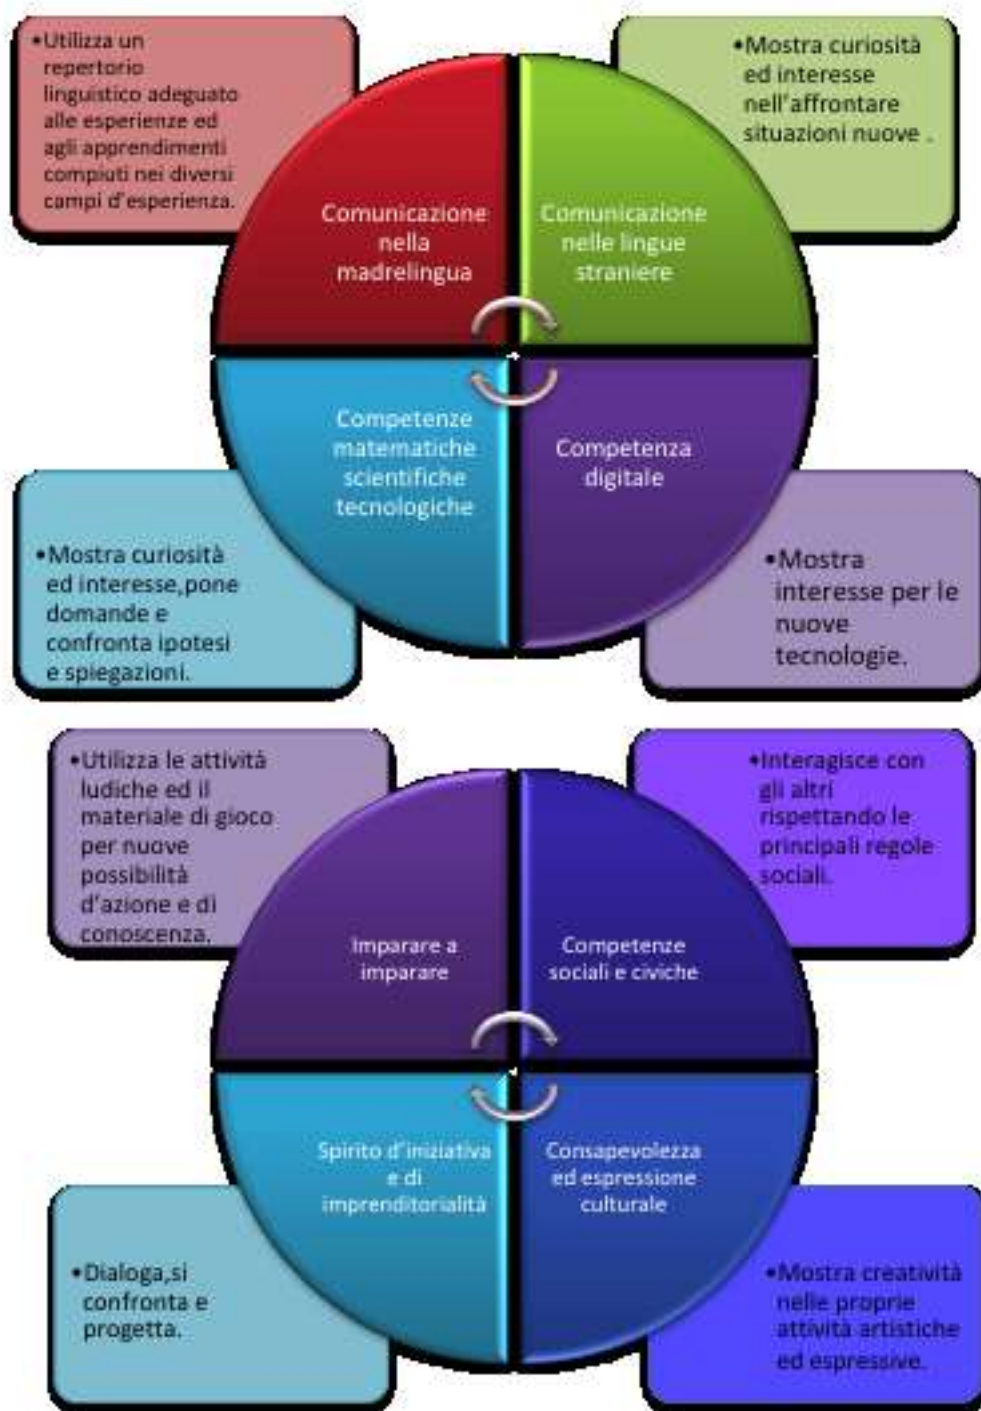 •Utilizza un
repertorio
linguistico adeguato
alle esperienze ed
agli apprendimenti
compiuti nei diversi
campi d'esperienza.
•Mostra curiosità
ed interesse
nell'affrontare
situazioni nuove .
Comunicazione
nella
madrelingua
Comunicazione
nelle lingue
straniere
Competenze
matematiche
scientifiche
tecnologiche
Competenza
digitale
•Mostra curiosità
ed interesse,pone
domande e
confronta ipotesi
e spiegazioni.
•Mostra
interesse per le
nuove
tecnologie.
•Utilizza le attività
ludiche ed il
materiale di gioco
per nuove
possibilità
d'azione e di
conoscenza.
•Interagisce con
gli altri
rispettando le
principali regole
sociali.
Imparare a
imparare
Competenze
sociali e civiche
Spirito d'iniziativa
e di
imprenditorialità
Consapevolezza
ed espressione
culturale
•Dialoga,si
confronta e
progetta.
•Mostra creatività
nelle proprie
attività artistiche
ed espressive.